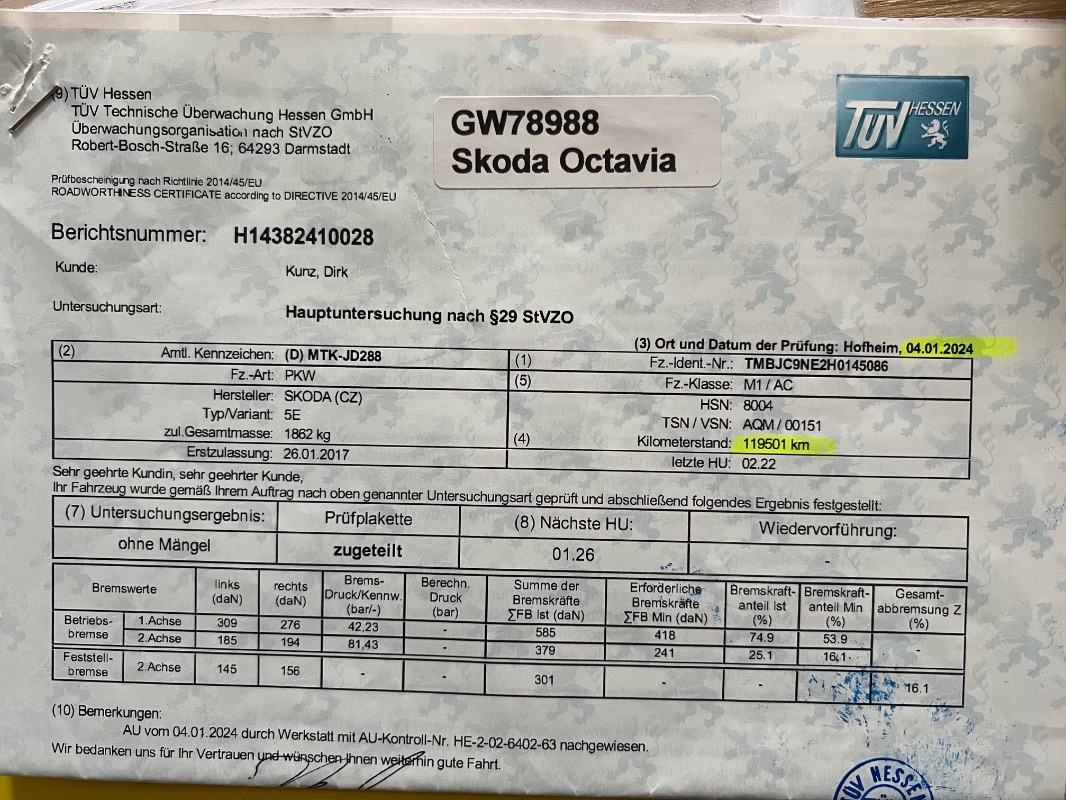 (9) TÜV Hessen
TÜV Technische Überwachung Hessen GmbH
Überwachungsorganisation nach StVZO
Robert-Bosch-Straße 16; 64293 Darmstadt
GW78988
Skoda Octavia
TÜV HESSEN
Prüfbescheinigung nach Richtlinie 2014/45/EU
ROADWORTHINESS CERTIFICATE according to DIRECTIVE 2014/45/EU
Berichtsnummer: H14382410028
Kunde: Kunz, Dirk
Untersuchungsart: Hauptuntersuchung nach §29 StVZO
(3) Ort und Datum der Prüfung: Hofheim, 04.01.2024
(2) Amtl. Kennzeichen: (D) MTK-JD288
Fz.-Art: PKW
Hersteller: SKODA (CZ)
Typ/Variant: 5E
zul.Gesamtmasse: 1862 kg
Erstzulassung: 26.01.2017
(1) Fz.-Ident.-Nr.: TMBJC9NE2H0145086
(5) Fz.-Klasse: M1 / AC
HSN: 8004
TSN / VSN: AQM / 00151
(4) Kilometerstand: 119501 km
letzte HU: 02.22
Sehr geehrte Kundin, sehr geehrter Kunde,
Ihr Fahrzeug wurde gemäß Ihrem Auftrag nach oben genannter Untersuchungsart geprüft und abschließend folgendes Ergebnis festgestellt:
(7) Untersuchungsergebnis: Prüfplakette (8) Nächste HU: Wiedervorführung:
ohne Mängel zugeteilt 01.26 -
Bremswerte links (daN) rechts (daN) Brems-Druck/Kennw. (bar/-) Berechn. Druck (bar) Summe der Bremskräfte ∑FB Ist (daN) Erforderliche Bremskräfte ∑FB Min (daN) Bremskraft-anteil Ist (%) Bremskraft-anteil Min (%) Gesamt-abbremsung Z (%)
Betriebs-bremse 1.Achse 309 276 42,23 - 585 418 74.9 53.9 -
2.Achse 185 194 81,43 - 379 241 25.1 16.1
Feststell-bremse 2.Achse 145 156 - - 301 - - - 16.1
(10) Bemerkungen:
AU vom 04.01.2024 durch Werkstatt mit AU-Kontroll-Nr. HE-2-02-6402-63 nachgewiesen.
Wir bedanken uns für Ihr Vertrauen und wünschen Ihnen weiterhin gute Fahrt.
TÜV HESSEN